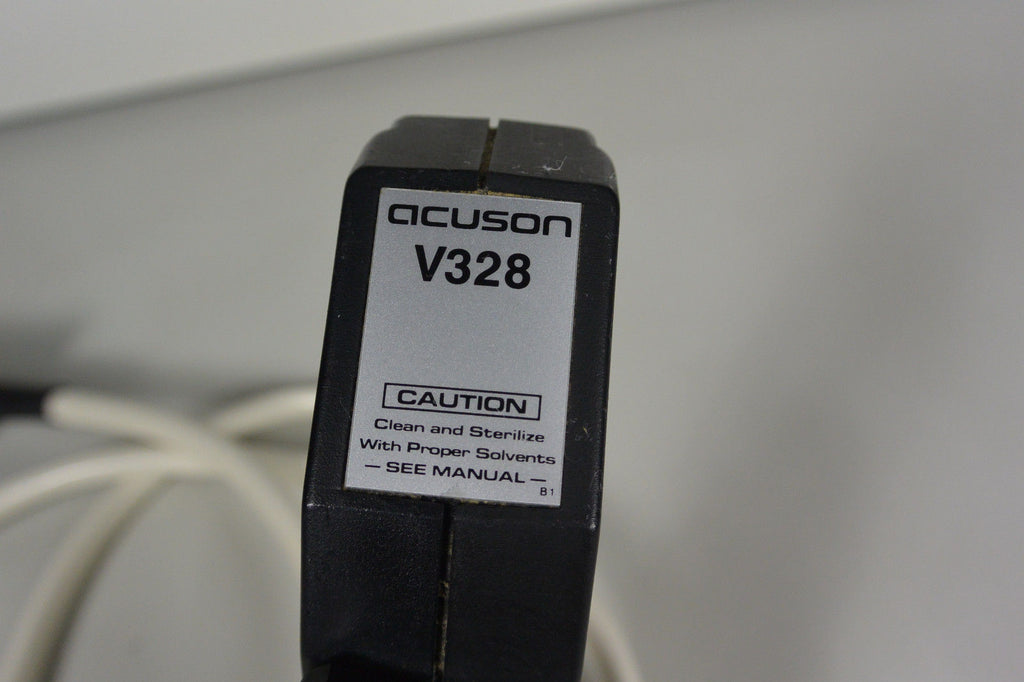 acuson
V328
CAUTION
Clean and Sterilize
With Proper Solvents
— SEE MANUAL —
B1